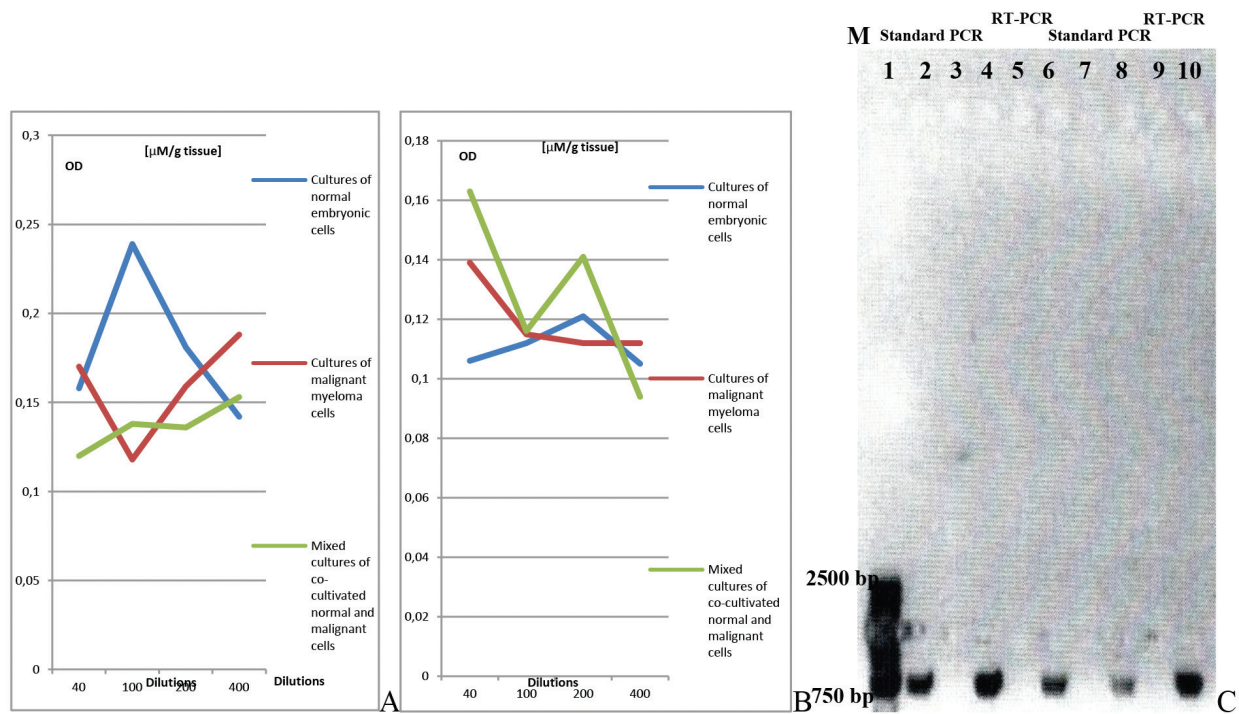 0,3
0,25
0,2
0,15
0,1
0,05
0
OD
[µM/g tissue]
Cultures of
normal
embryonic
cells
Cultures of
malignant
myeloma
cells
Mixed
cultures of
co-
cultivated
normal and
malignant
cells
40
100
200
400
Dilutions
Dilutions
A
0,18
0,16
0,14
0,12
0,1
0,08
0,06
0,04
0,02
0
OD
[µM/g tissue]
Cultures of
normal
embryonic
cells
Cultures of
malignant
myeloma
cells
Mixed
cultures of
co-cultivated
normal and
malignant
cells
40
100
200
400
Dilutions
B
RT-PCR
RT-PCR
M Standard PCR
Standard PCR
1 2 3 4 5 6 7 8 9 10
2500 bp
750 bp
C